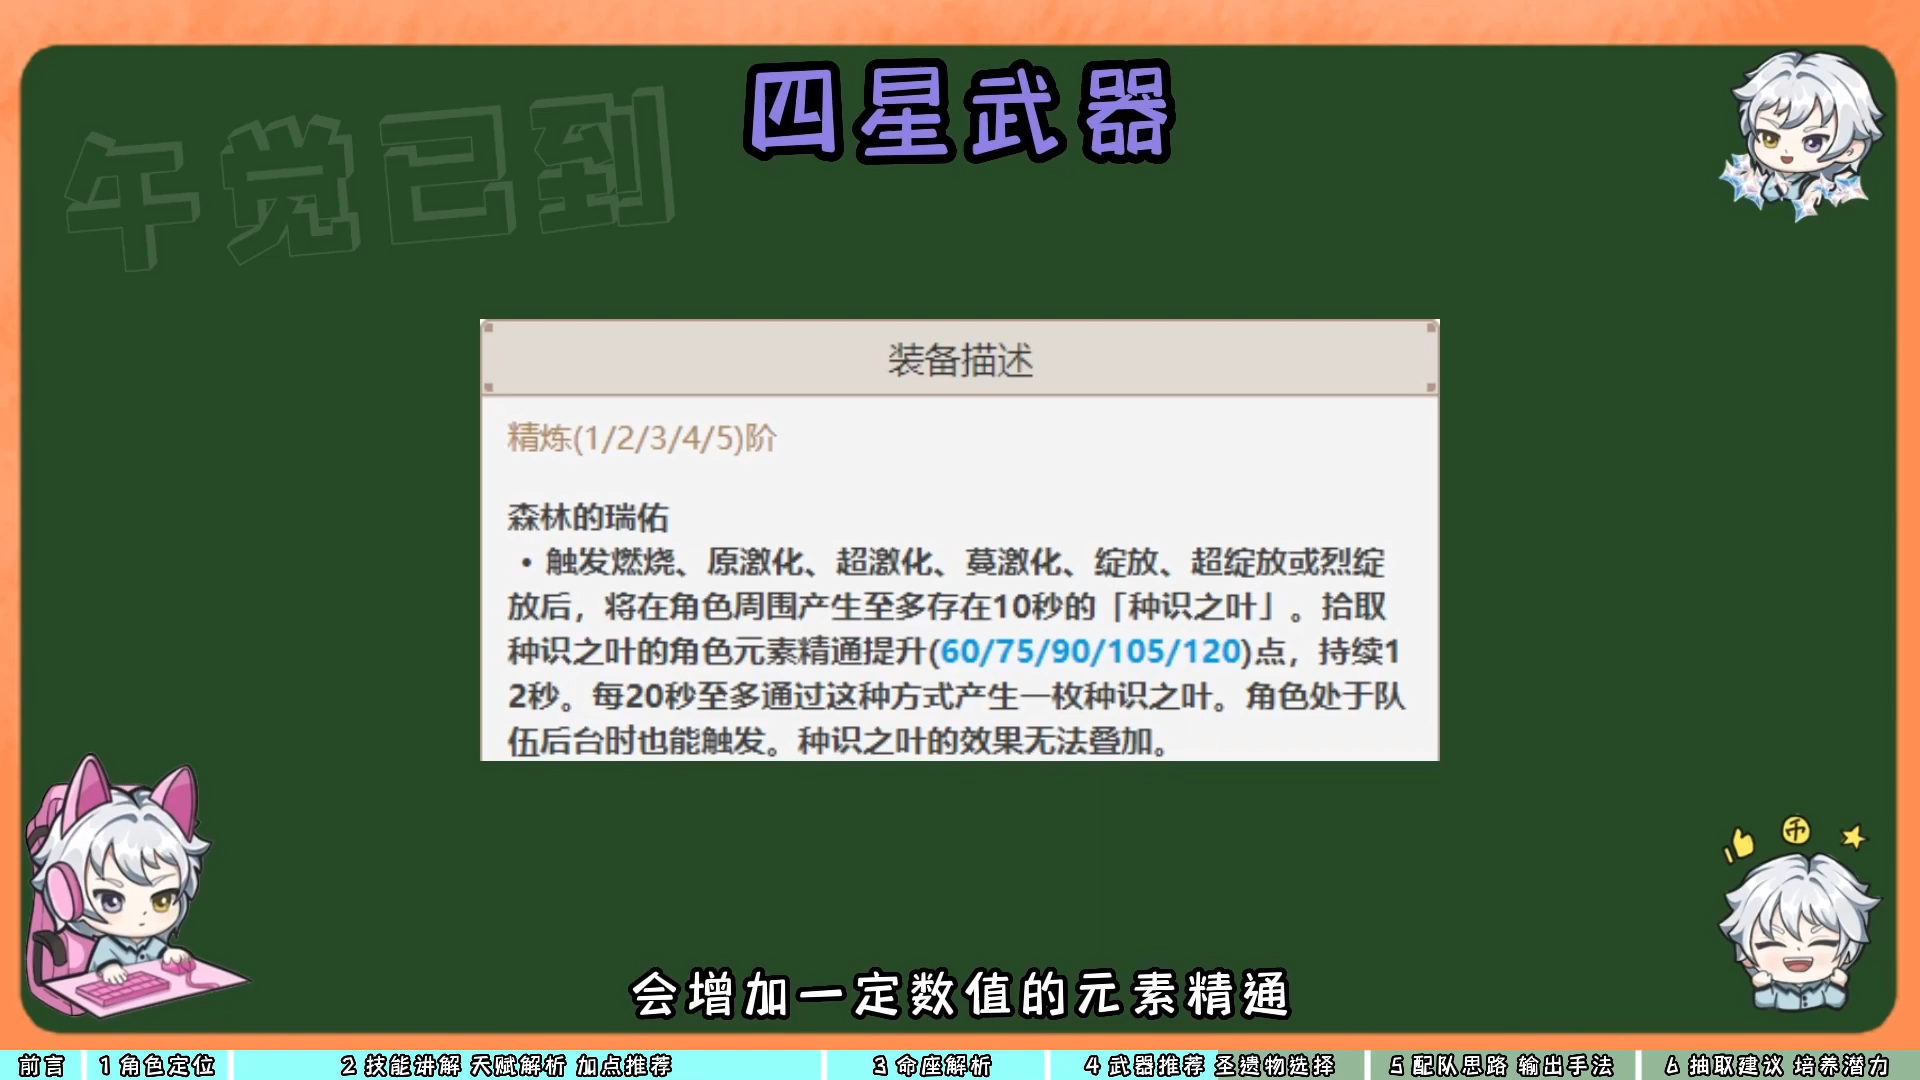 四星武器
午觉己到
装备描述
精炼(1/2/3/4/5)阶
森林的瑞佑
•触发燃烧、原激化、超激化、蔓激化、绽放、超绽放或烈绽
放后，将在角色周围产生至多存在10秒的「种识之叶」。拾取
种识之叶的角色元素精通提升(60/75/90/105/120)点，持续1
2秒。每20秒至多通过这种方式产生一枚种识之叶。角色处于队
伍后台时也能触发。种识之叶的效果无法叠加。
币
会增加一定数值的元素精通
前言 1 角色定位 2 技能讲解 天赋解析 加点推荐 3 命座解析 4 武器推荐 圣遗物选择 5 配队思路 输出手法 6 抽取建议 培养潜力